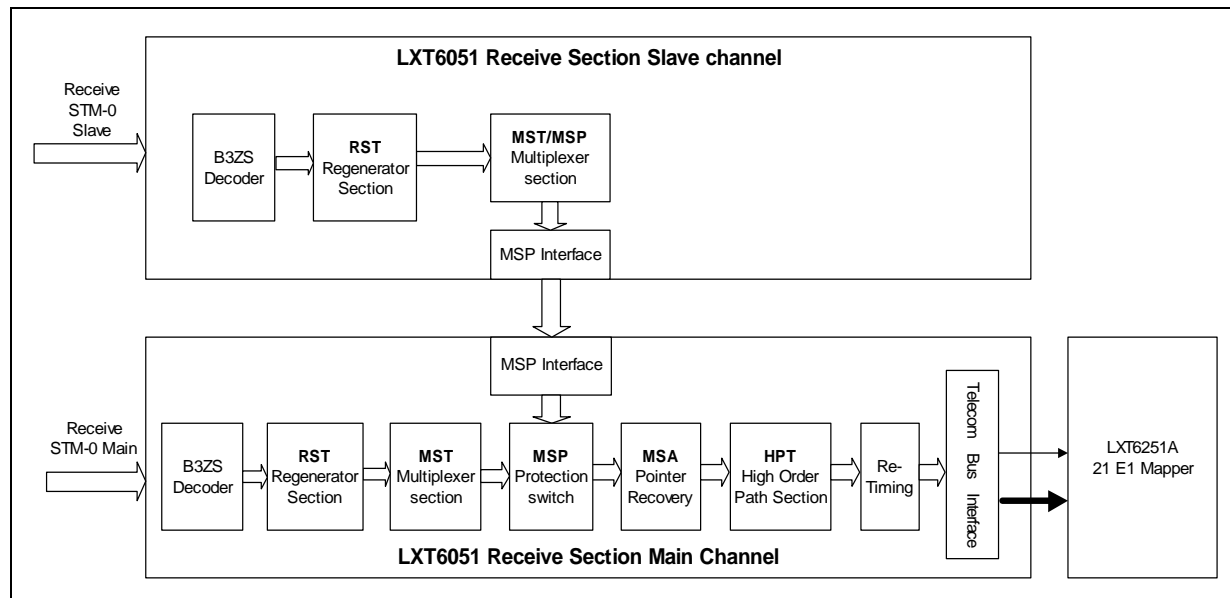 LXT6051 Receive Section Slave channel
Receive
STM-0
Slave
B3ZS
Decoder
RST
Regenerator
Section
MST/MSP
Multiplexer
section
MSP Interface
MSP Interface
Receive
STM-0 Main
B3ZS
Decoder
RST
Regenerator
Section
MST
Multiplexer
section
MSP
Protection
switch
MSA
Pointer
Recovery
HPT
High Order
Path Section
Re-
Timing
Telecom Bus Interface
LXT6251A
21 E1 Mapper
LXT6051 Receive Section Main Channel